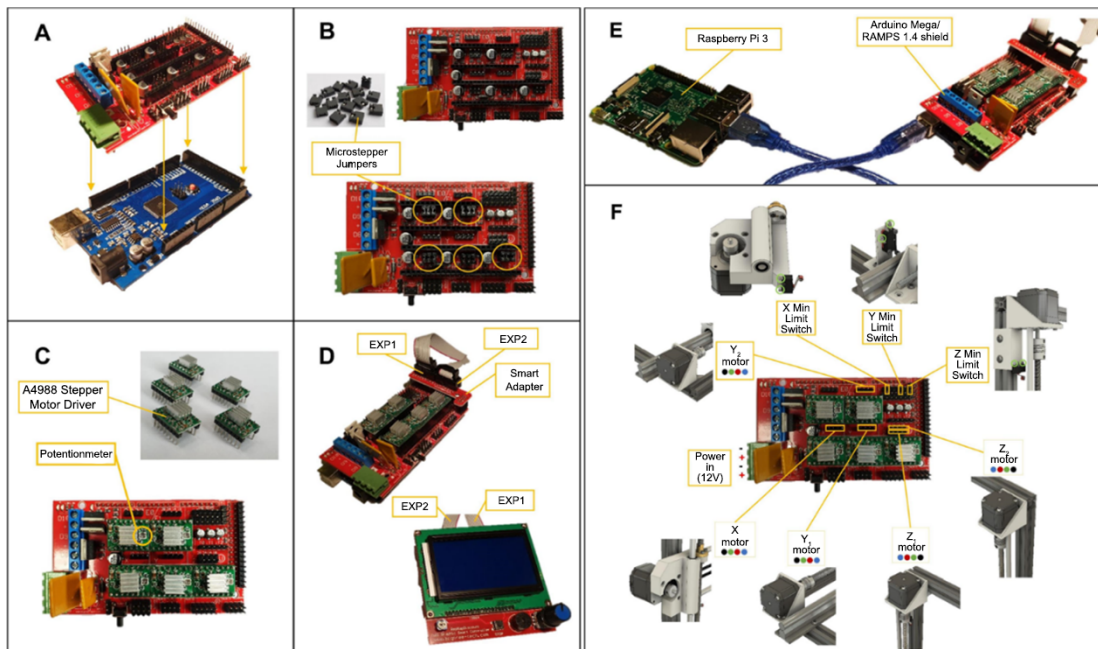 A
B
Microstepper
Jumpers
C
A4988 Stepper
Motor Driver
Potentionmeter
D
EXP1
EXP2
Smart
Adapter
EXP2
EXP1
E
Raspberry Pi 3
Arduino Mega/
RAMPS 1.4 shield
F
X Min
Limit
Switch
Y Min
Limit
Switch
Z Min
Limit
Switch
Y2
motor
Power
in
(12V)
- + - +
X
motor
Y1
motor
Z1
motor
Z2
motor